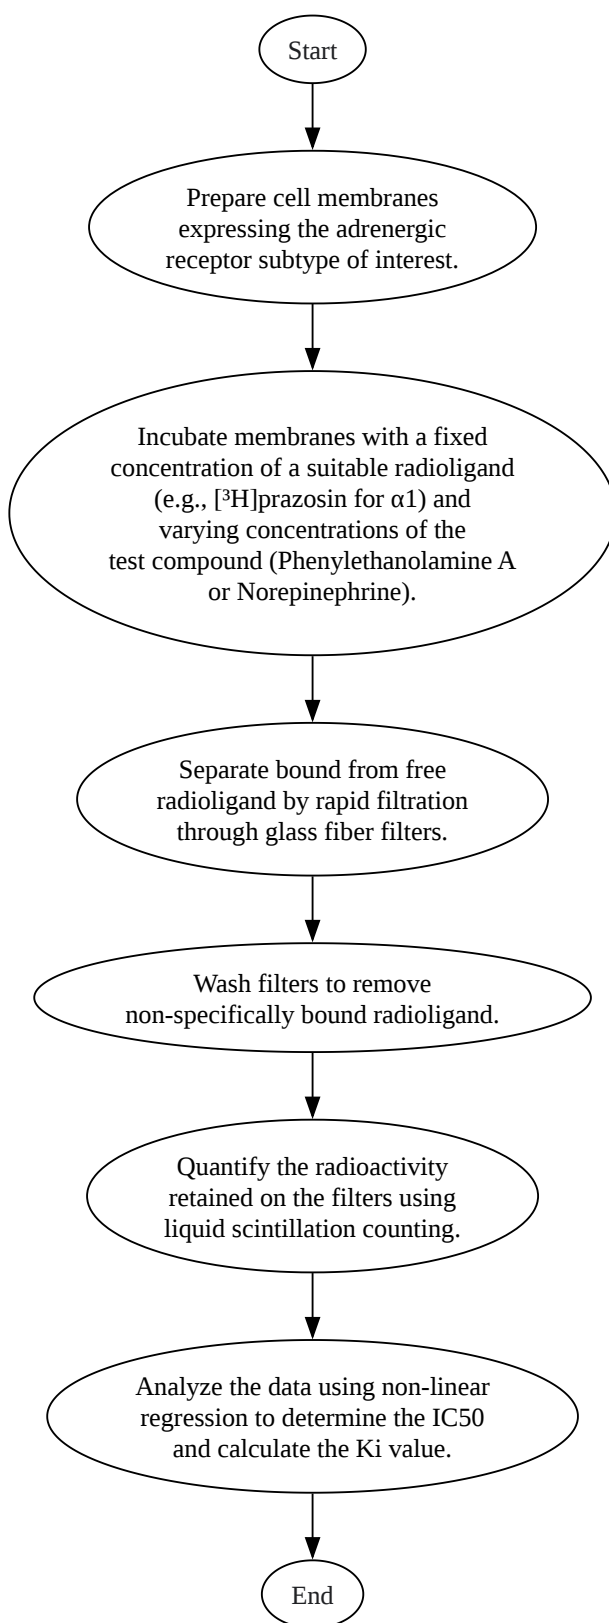 Start
Prepare cell membranes
expressing the adrenergic
receptor subtype of interest.
Incubate membranes with a fixed
concentration of a suitable radioligand
(e.g., [³H]prazosin for α1) and
varying concentrations of the
test compound (Phenylethanolamine A
or Norepinephrine).
Separate bound from free
radioligand by rapid filtration
through glass fiber filters.
Wash filters to remove
non-specifically bound radioligand.
Quantify the radioactivity
retained on the filters using
liquid scintillation counting.
Analyze the data using non-linear
regression to determine the IC50
and calculate the Ki value.
End